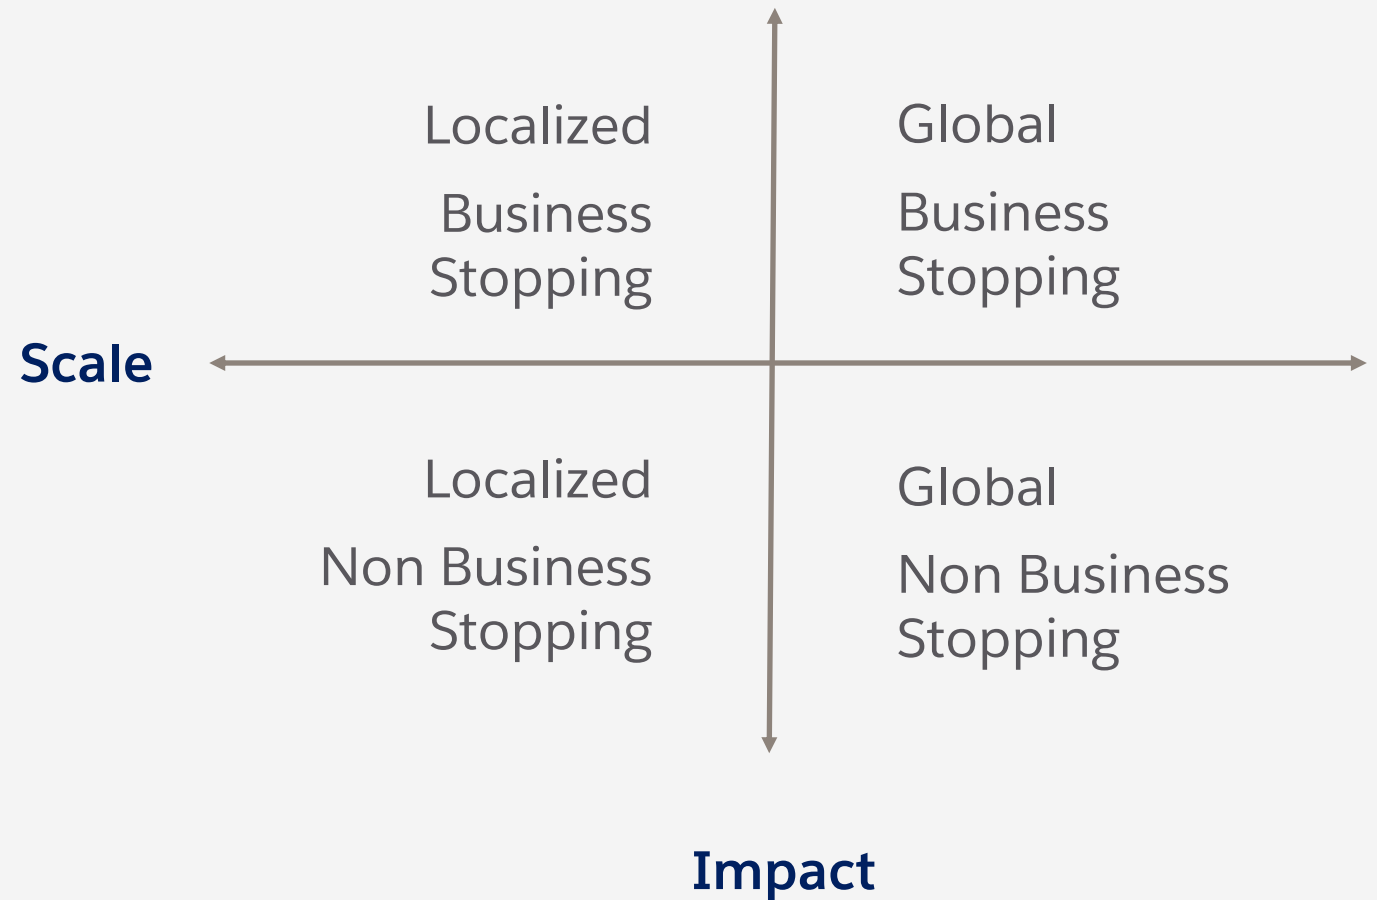 Localized
Business
Stopping
Global
Business
Stopping
Scale
Localized
Non Business
Stopping
Global
Non Business
Stopping
Impact